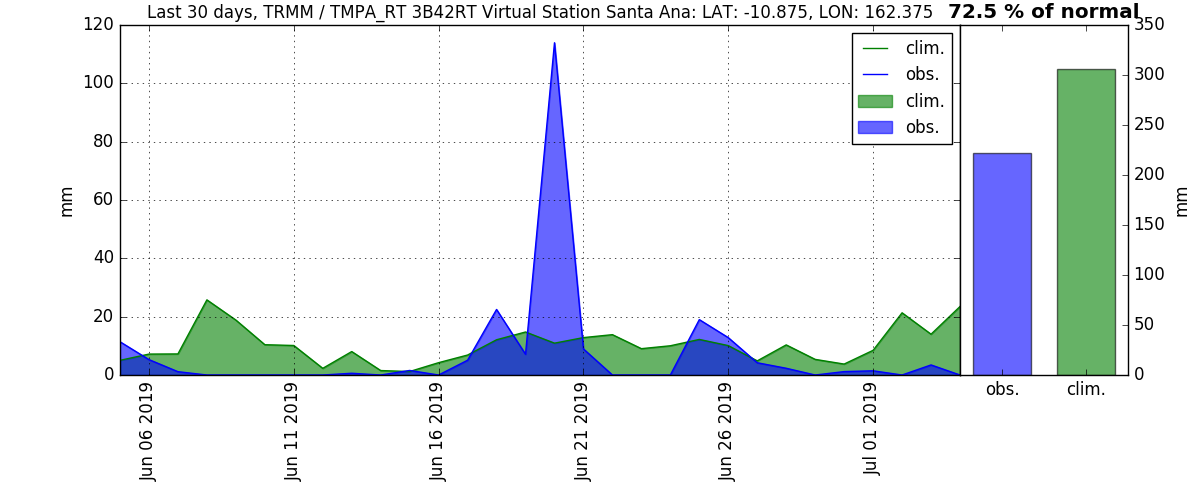 Last 30 days, TRMM / TMPA_RT 3B42RT Virtual Station Santa Ana: LAT: -10.875, LON: 162.375
72.5 % of normal
120
100
80
60
40
20
0
mm
clim.
obs.
clim.
obs.
Jun 06 2019
Jun 11 2019
Jun 16 2019
Jun 21 2019
Jun 26 2019
Jul 01 2019
350
300
250
200
150
100
50
0
mm
obs.
clim.